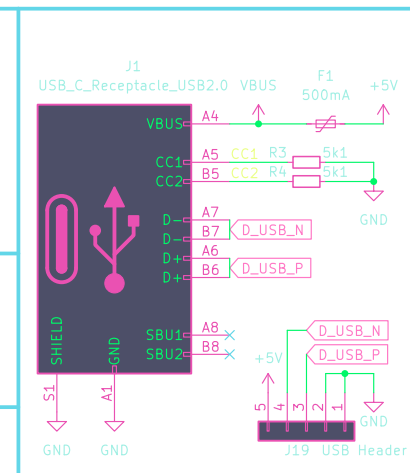 J1
USB_C_Receptacle_USB2.0
VBUS
F1
500mA
+5V
VBUS
A4
CC1
A5
CC1
R3
5k1
CC2
B5
CC2
R4
5k1
GND
D-
A7
D-
B7
D_USB_N
D+
A6
D+
B6
D_USB_P
SBU1
A8
SBU2
B8
SHIELD
GND
S1
A1
GND
GND
D_USB_N
D_USB_P
+5V
5
4
3
2
1
GND
J19 USB Header